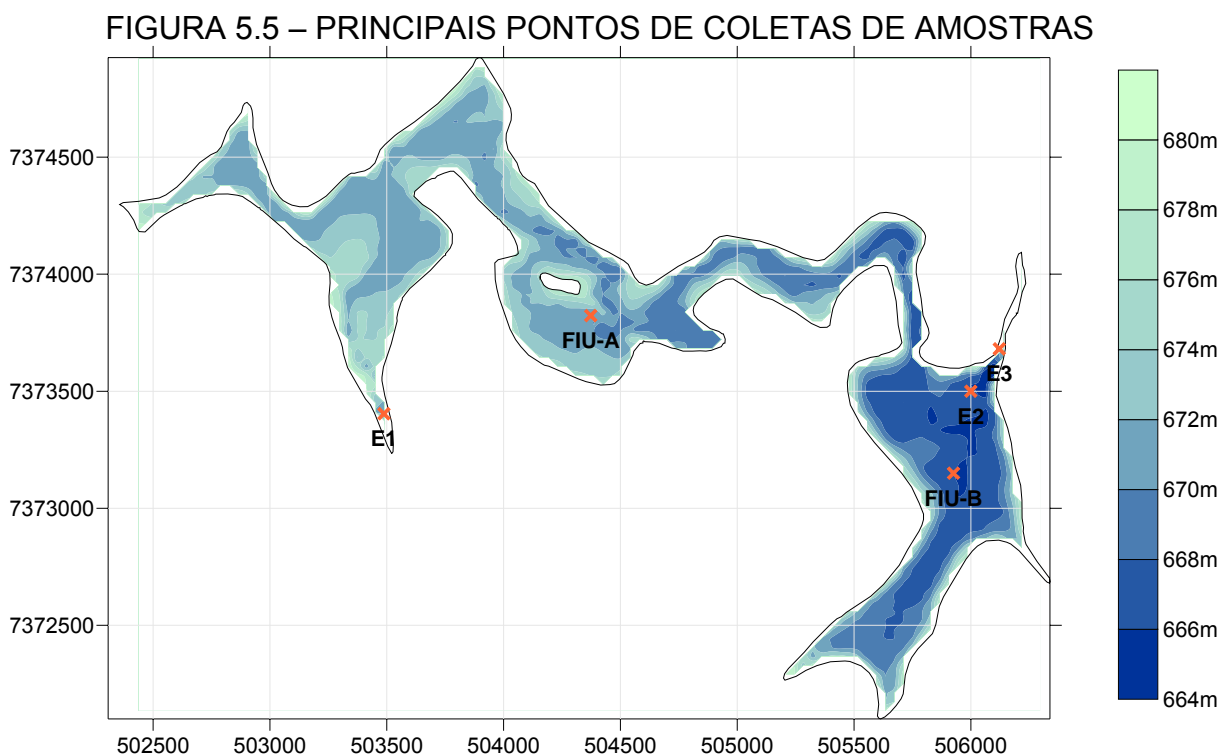 FIGURA 5.5 – PRINCIPAIS PONTOS DE COLETAS DE AMOSTRAS
7374500
7374000
7373500
7373000
7372500
502500 503000 503500 504000 504500 505000 505500 506000
FIU-A
E3
E2
E1
FIU-B
680m
678m
676m
674m
672m
670m
668m
666m
664m